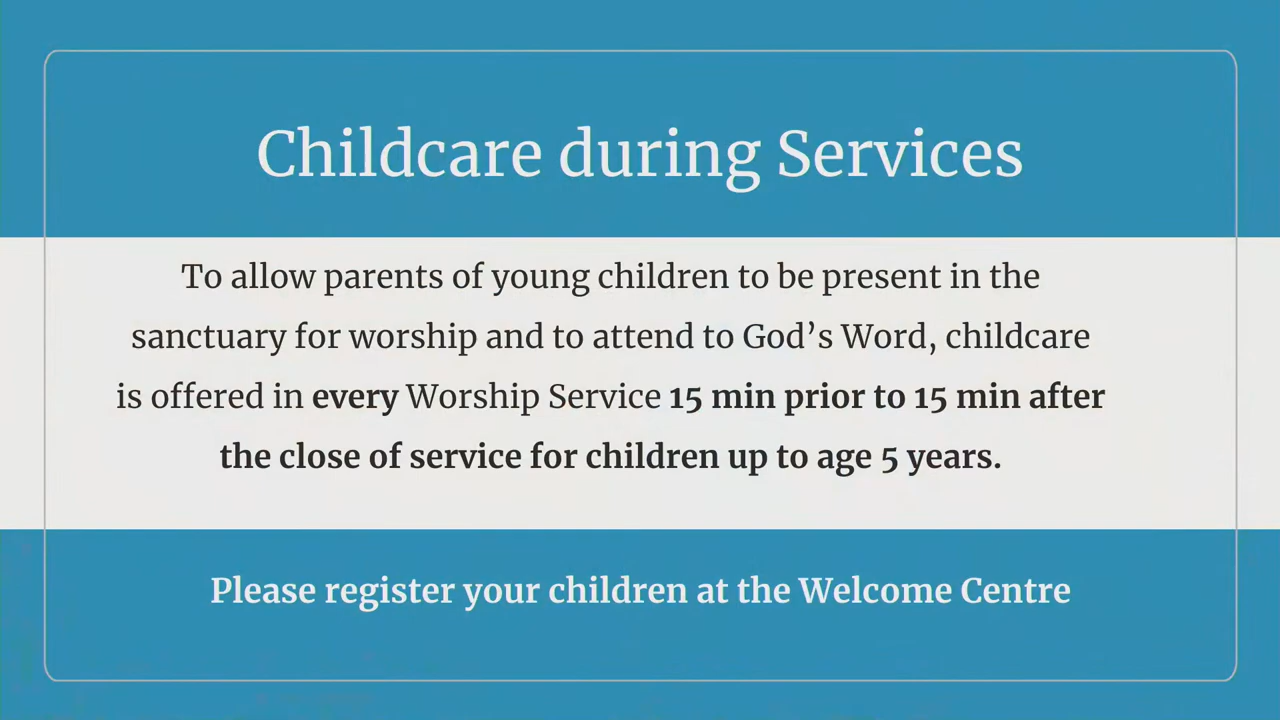 Childcare during Services
To allow parents of young children to be present in the
sanctuary for worship and to attend to God’s Word, childcare
is offered in every Worship Service 15 min prior to 15 min after
the close of service for children up to age 5 years.
Please register your children at the Welcome Centre